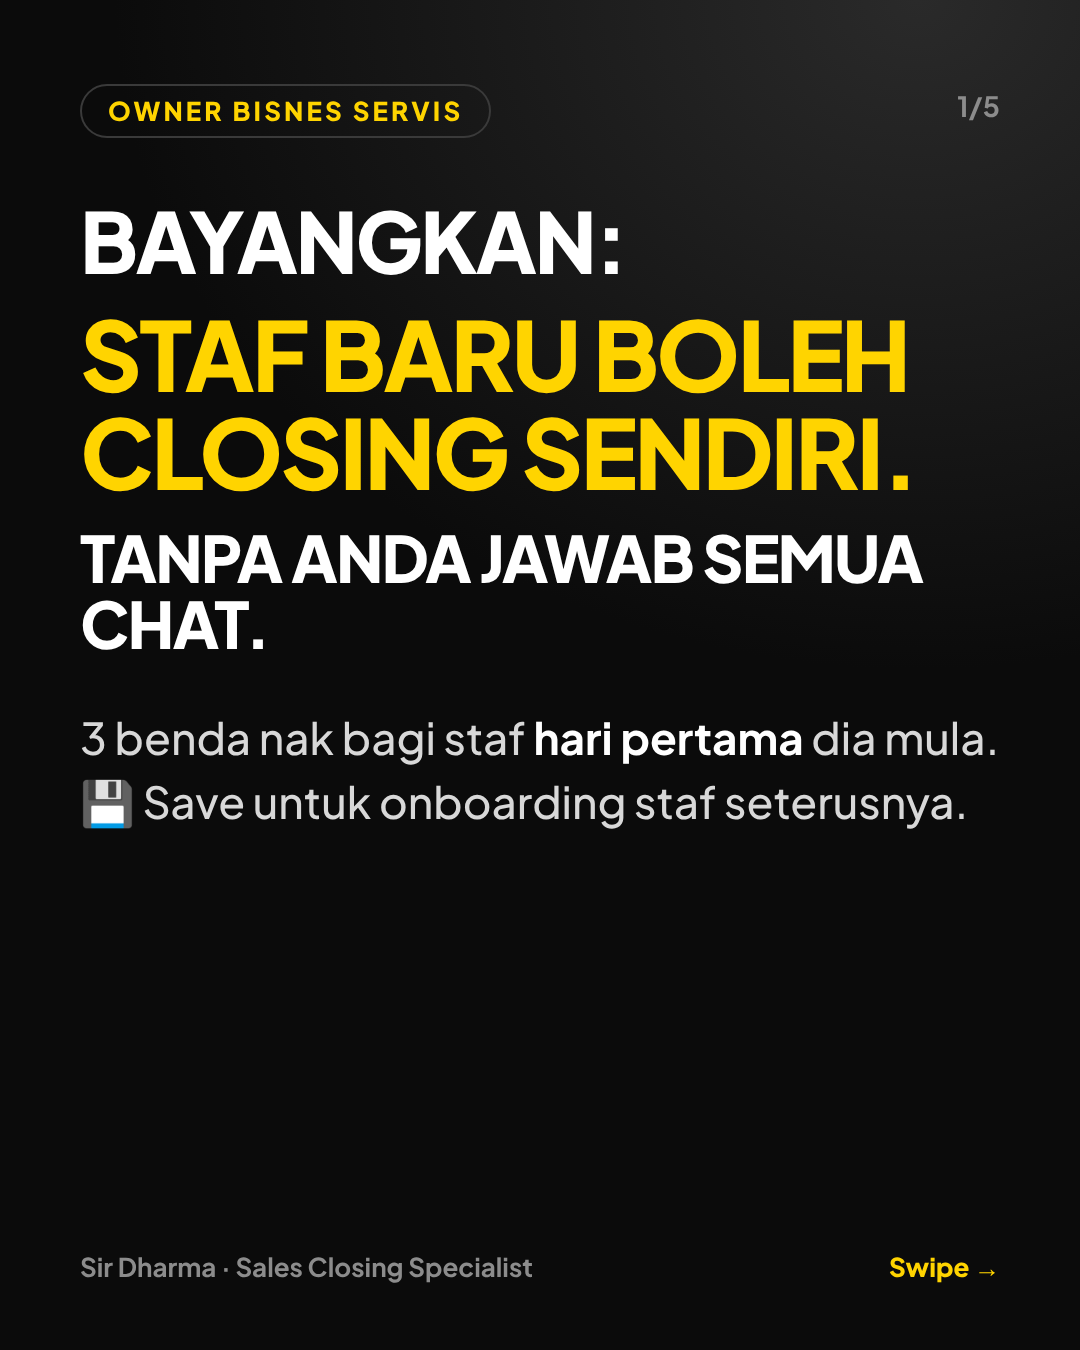 OWNER BISNES SERVIS
1/5
BAYANGKAN:
STAF BARU BOLEH
CLOSING SENDIRI.
TANPA ANDA JAWAB SEMUA
CHAT.
3 benda nak bagi staf hari pertama dia mula.
💾 Save untuk onboarding staf seterusnya.
Sir Dharma · Sales Closing Specialist
Swipe →